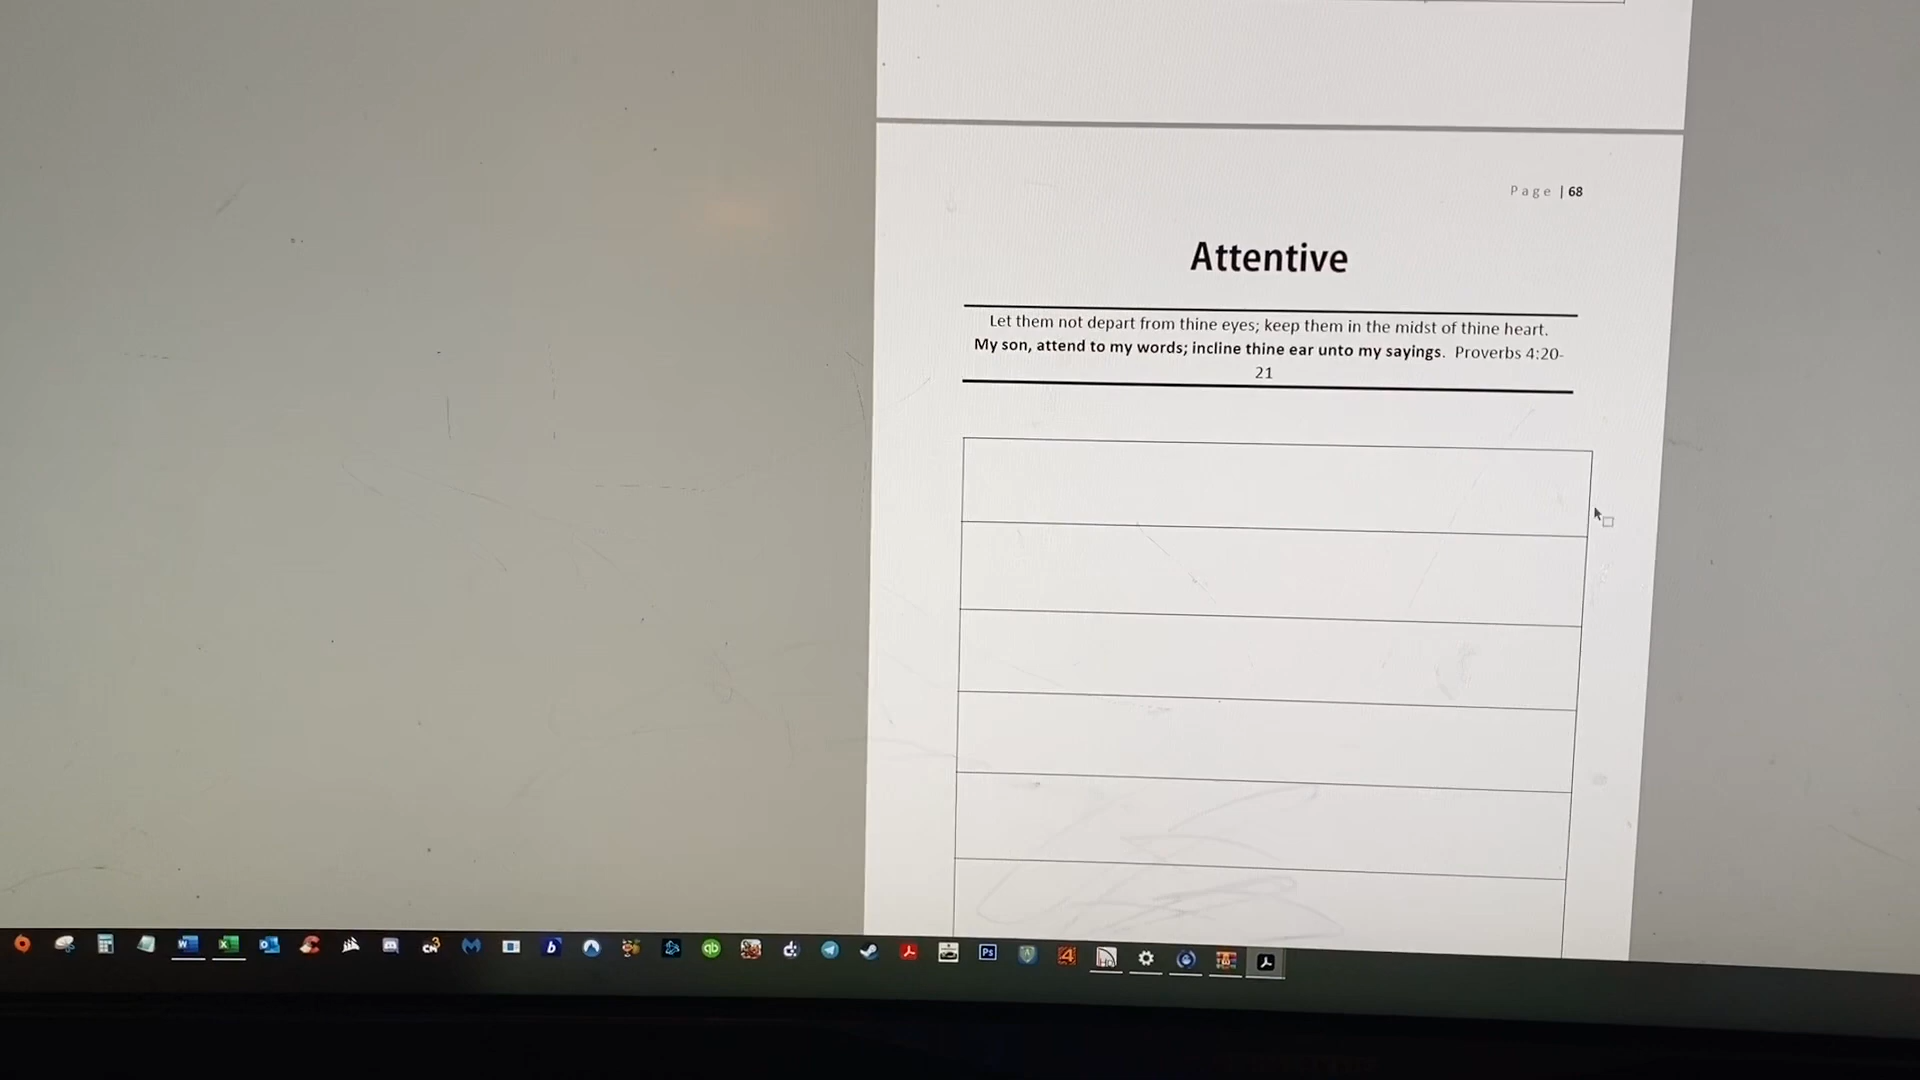 Page | 68
Attentive
Let them not depart from thine eyes; keep them in the midst of thine heart.
My son, attend to my words; incline thine ear unto my sayings. Proverbs 4:20-
21